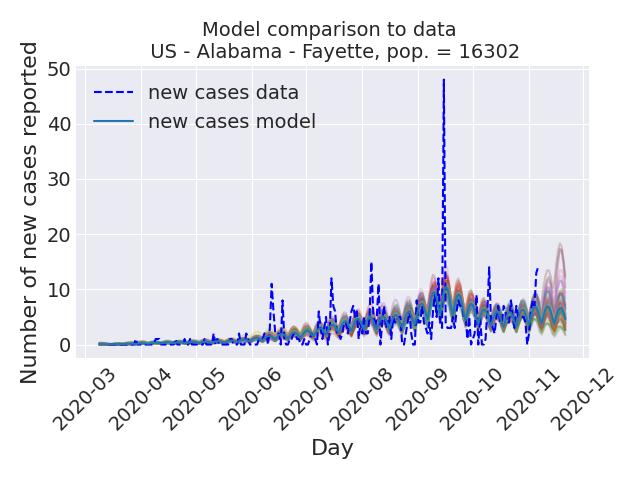 Model comparison to data
US - Alabama - Fayette, pop. = 16302
new cases data
new cases model
Number of new cases reported
50
40
30
20
10
0
2020-03
2020-04
2020-05
2020-06
2020-07
2020-08
2020-09
2020-10
2020-11
2020-12
Day